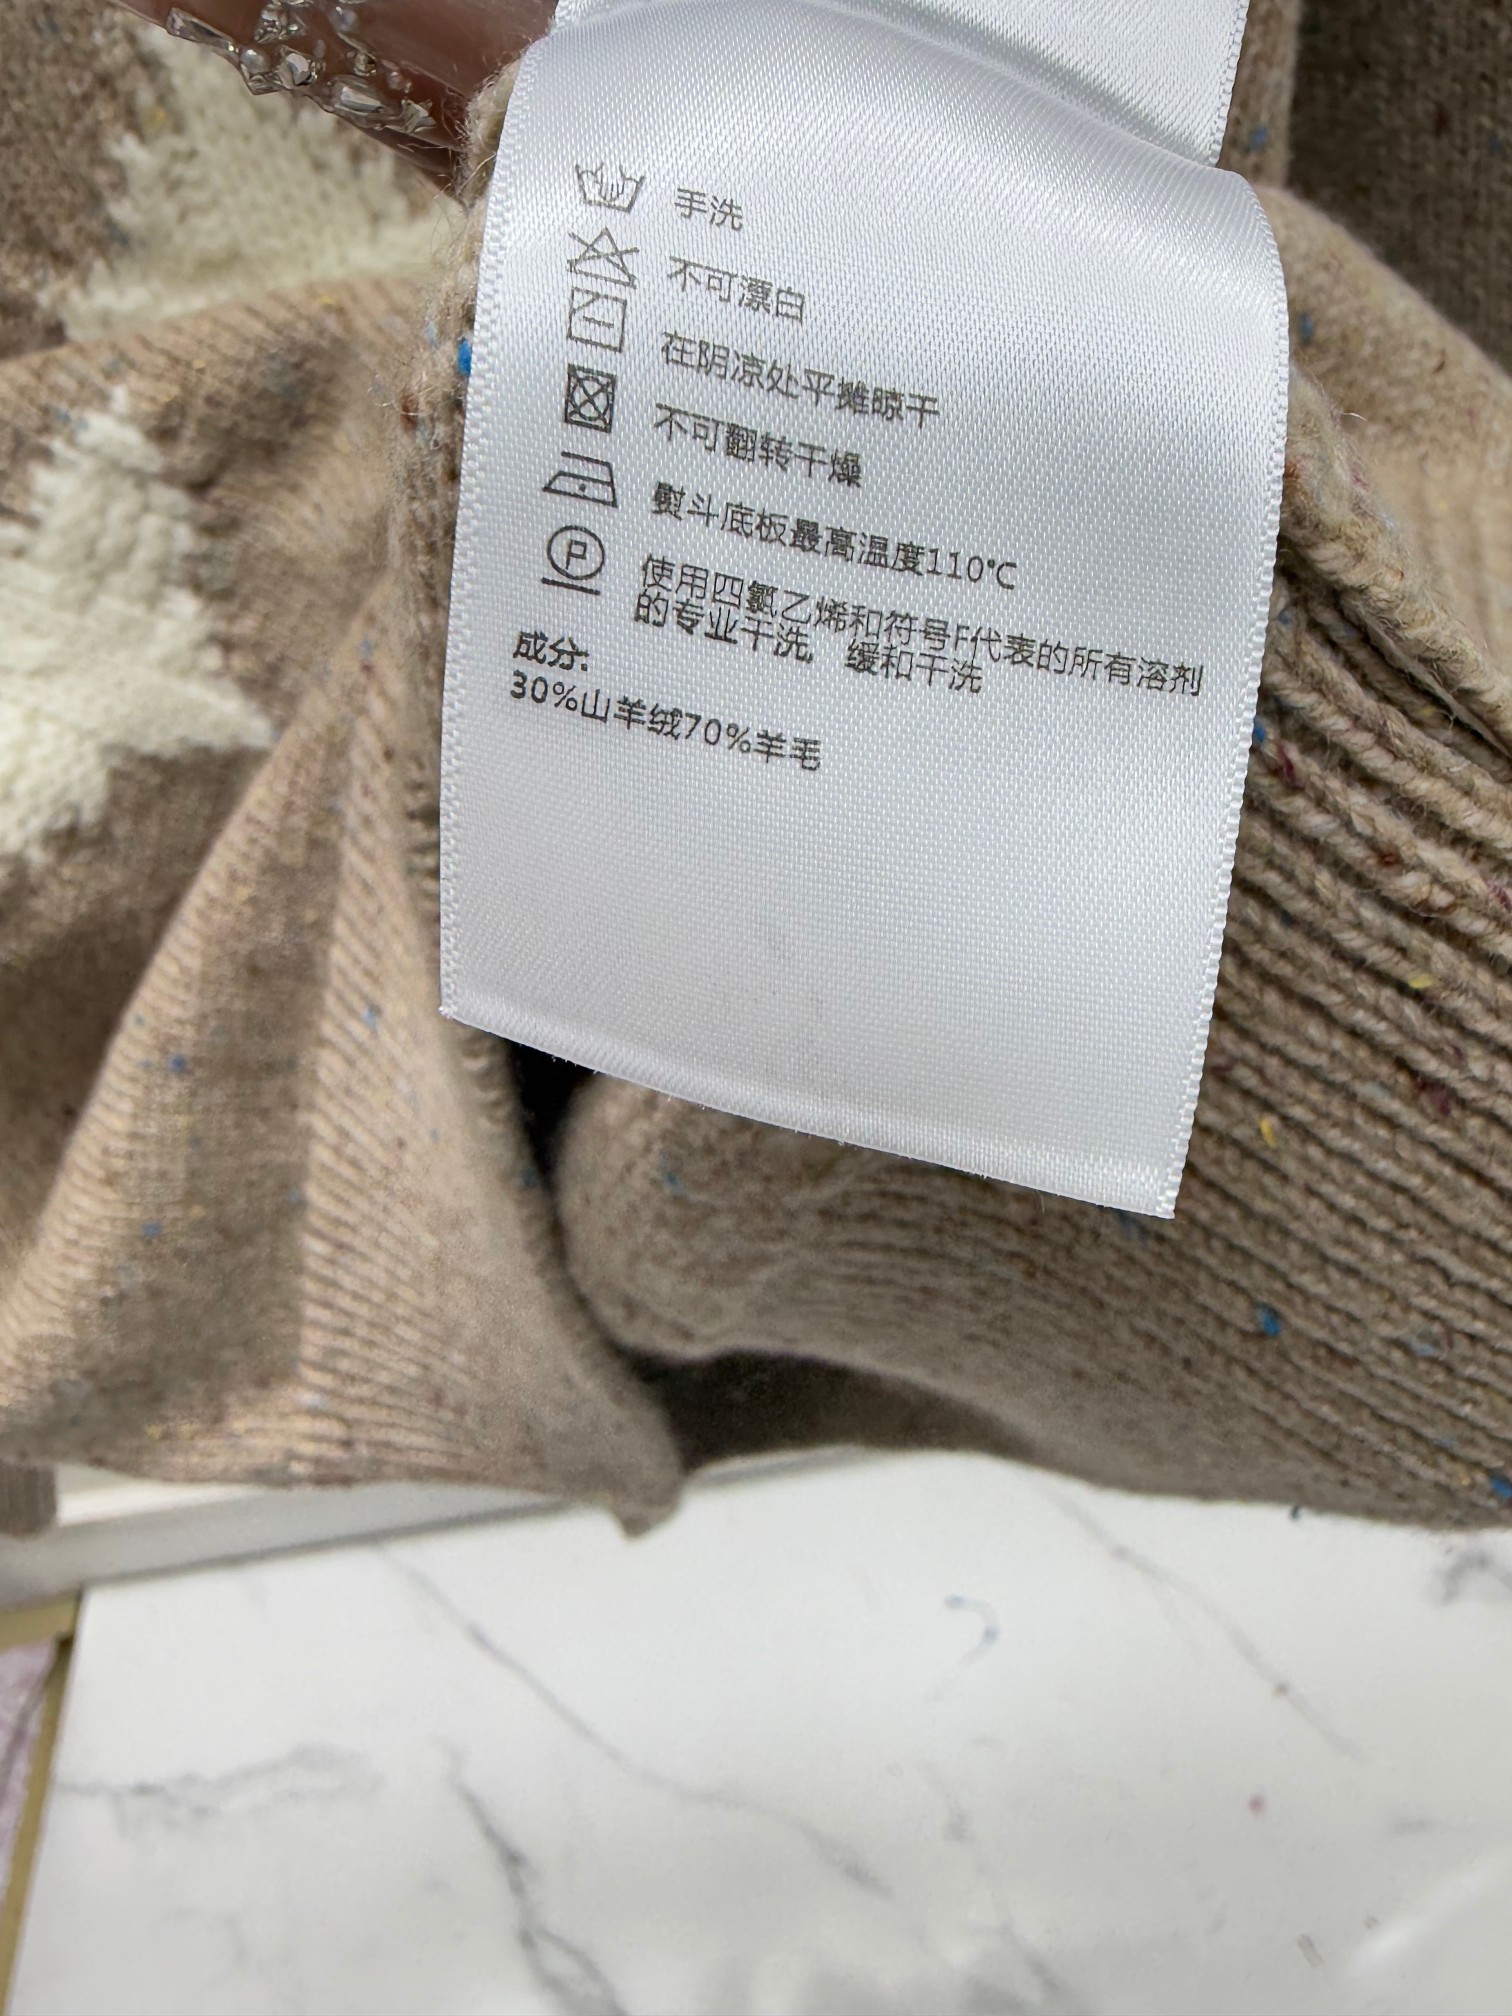 手洗
不可漂白
在阴凉处平摊晾干
不可翻转干燥
熨斗底板最高温度110℃
P
使用四氯乙烯和符号F代表的所有溶剂
的专业干洗，缓和干洗
成分:
30%山羊绒70%羊毛